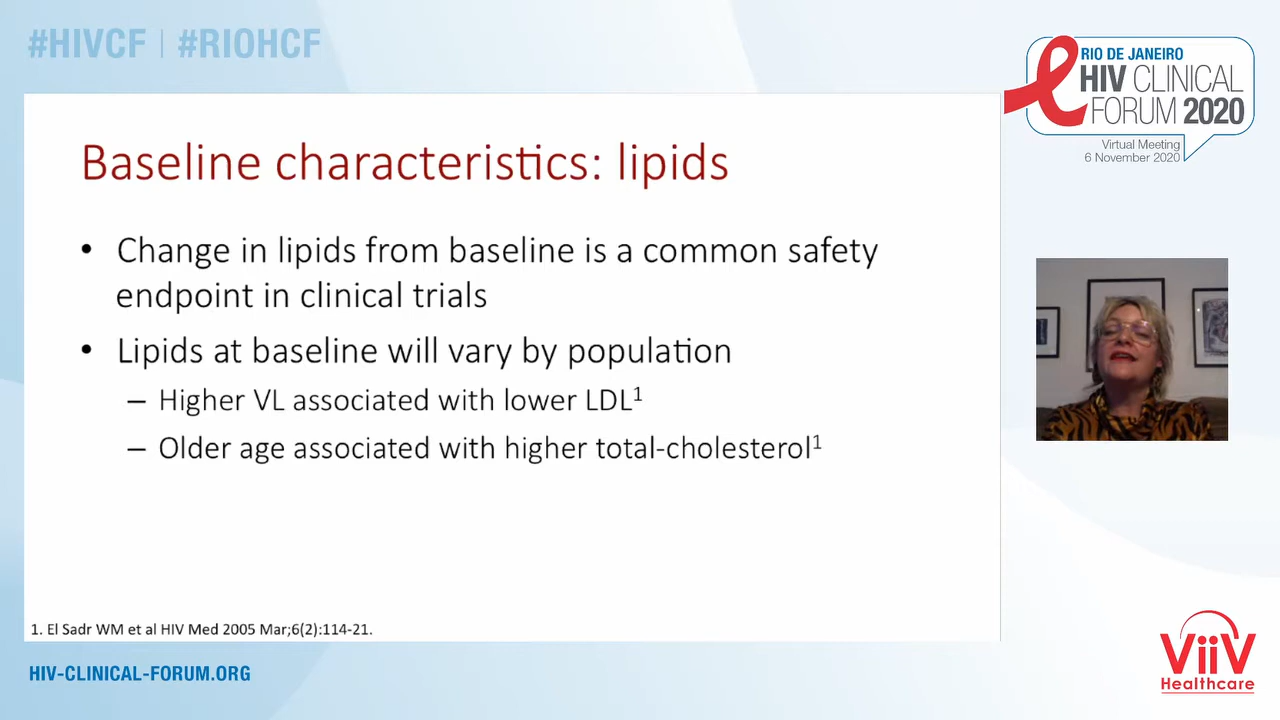 #HIVCF | #RIOHCF
RIO DE JANEIRO
HIV CLINICAL
FORUM 2020
Virtual Meeting
6 November 2020
Baseline characteristics: lipids
• Change in lipids from baseline is a common safety
endpoint in clinical trials
• Lipids at baseline will vary by population
– Higher VL associated with lower LDL¹
– Older age associated with higher total-cholesterol¹
1. El Sadr WM et al HIV Med 2005 Mar;6(2):114-21.
HIV-CLINICAL-FORUM.ORG
ViiV
Healthcare